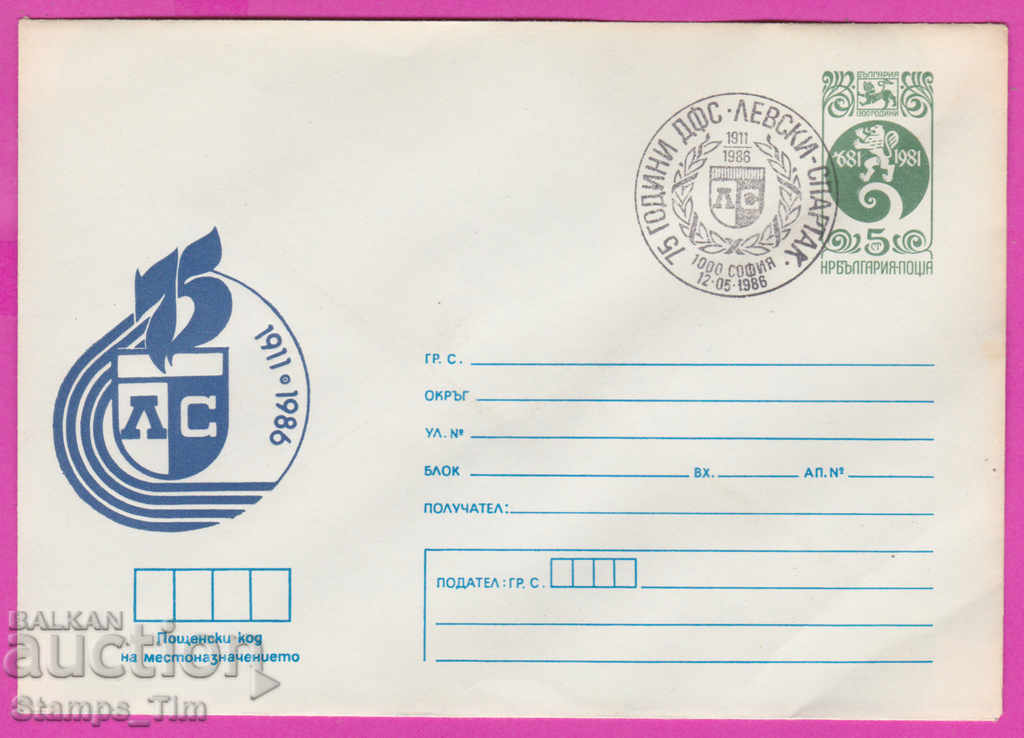 БЪЛГАРИЯ
1300 ГОДИНИ
681 1981
5 СТ
НРБЪЛГАРИЯ·ПОЩА
75 ГОДИНИ ДФС·ЛЕВСКИ-СПАРТАК·
1911
1986
ЛС
1000 СОФИЯ
12·05·1986
75
1911 • 1986
ЛС
ГР. С.
ОКРЪГ
УЛ. №
БЛОК ВХ. АП. №
ПОЛУЧАТЕЛ:
ПОДАТЕЛ: ГР. С.
Пощенски код
на местоназначението
BALKAN
auction
Stamps_Tim